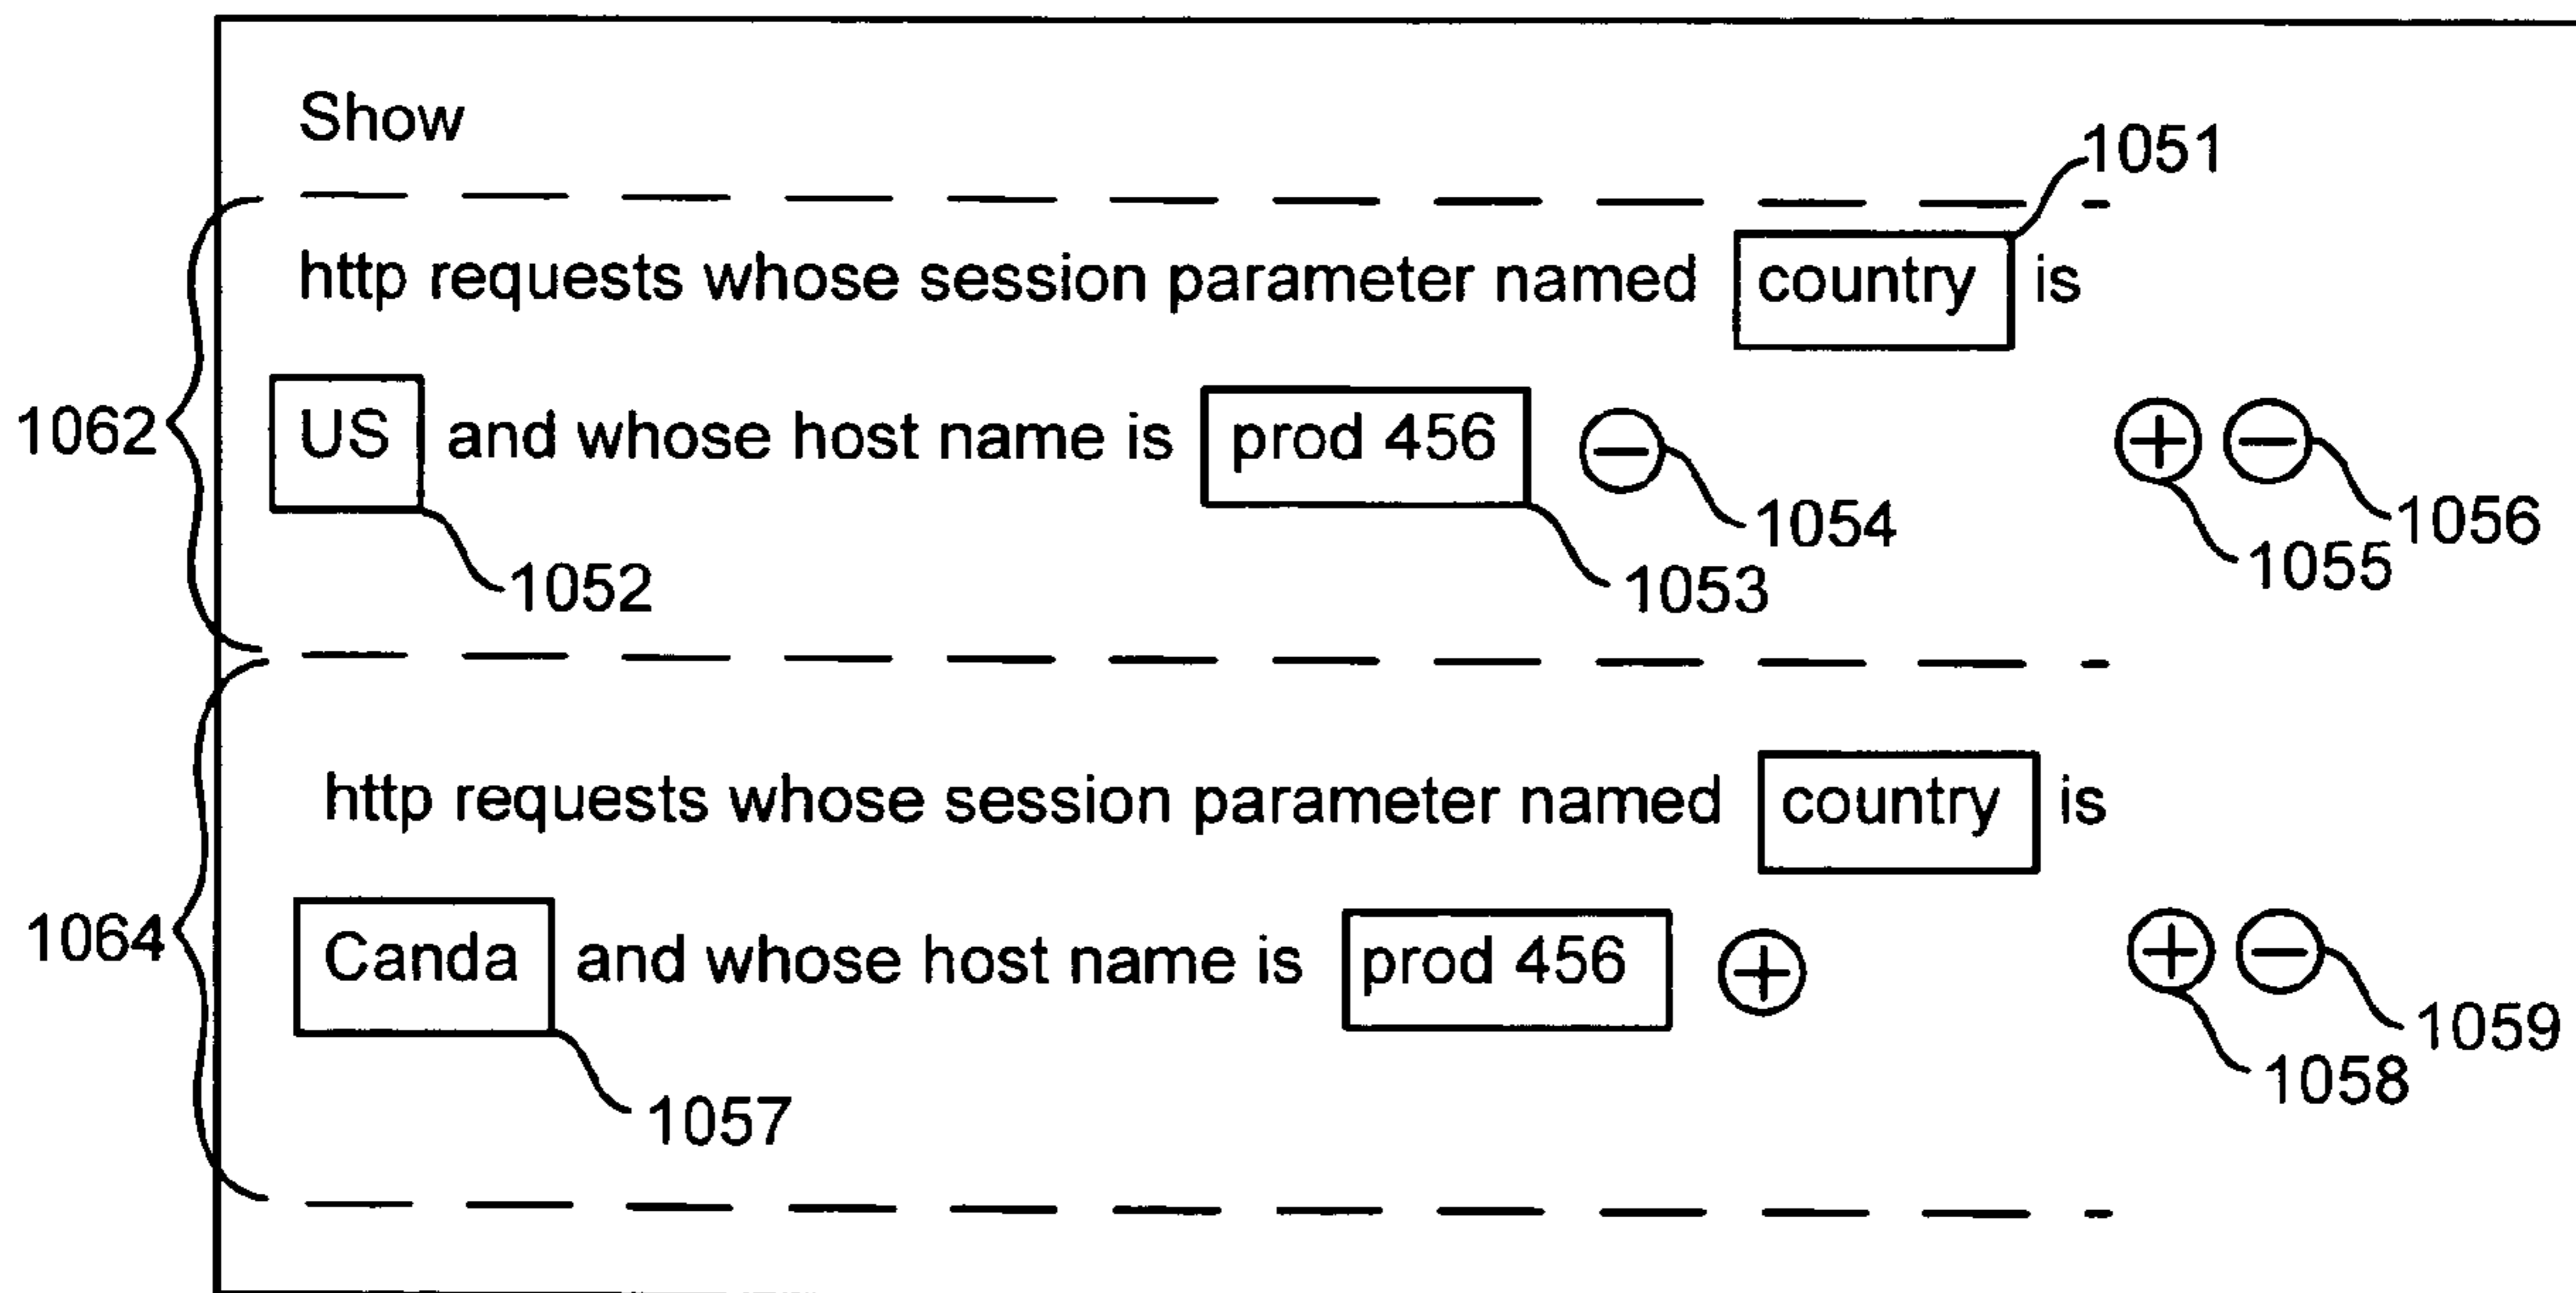 Show
1051
http requests whose session parameter named country is
1062
US and whose host name is prod 456 − + −
1054
1056
1055
1052
1053
http requests whose session parameter named country is
1064
Canda and whose host name is prod 456 + + −
1059
1058
1057